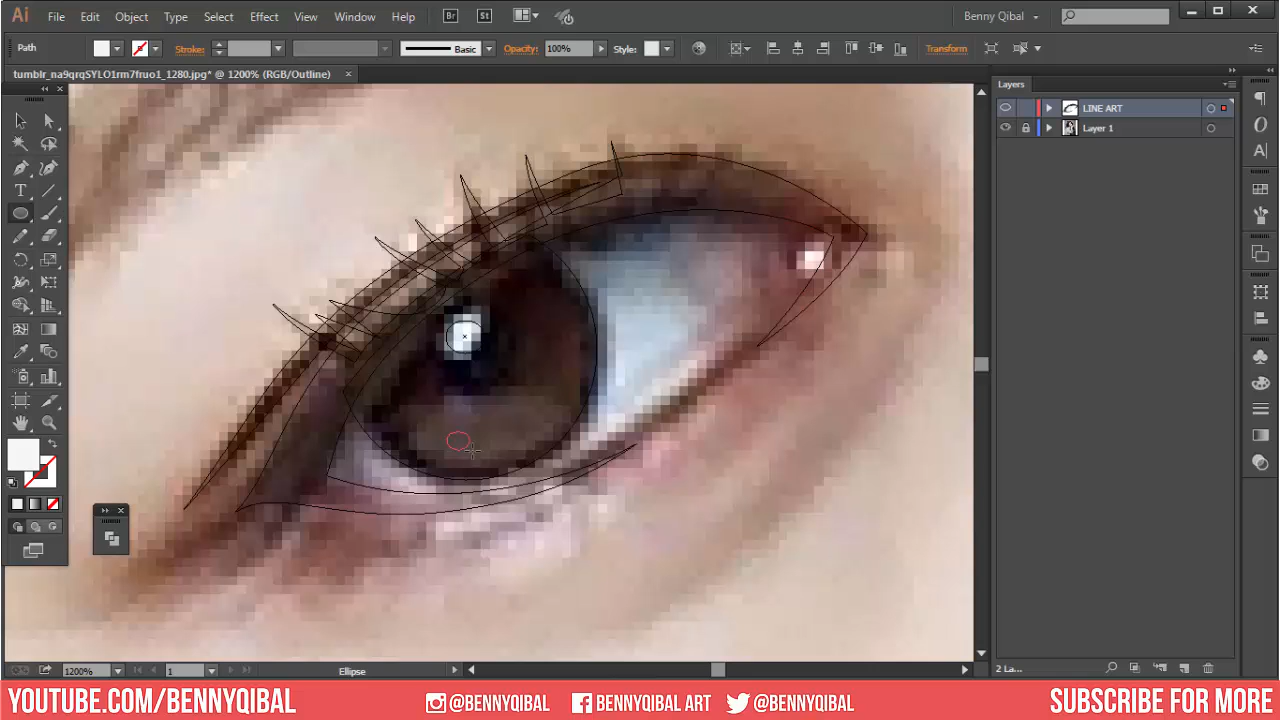 Ai File Edit Object Type Select Effect View Window Help Br St Benny Qibal
Path Stroke: Basic Opacity: 100% Style: Transform
tumblr_na9qrqSYLO1rm7fruo1_1280.jpg* @ 1200% (RGB/Outline)
Layers
LINE ART
Layer 1
2 La...
1200% 1 Ellipse
YOUTUBE.COM/BENNYQIBAL @BENNYQIBAL BENNYQIBAL ART @BENNYQIBAL SUBSCRIBE FOR MORE